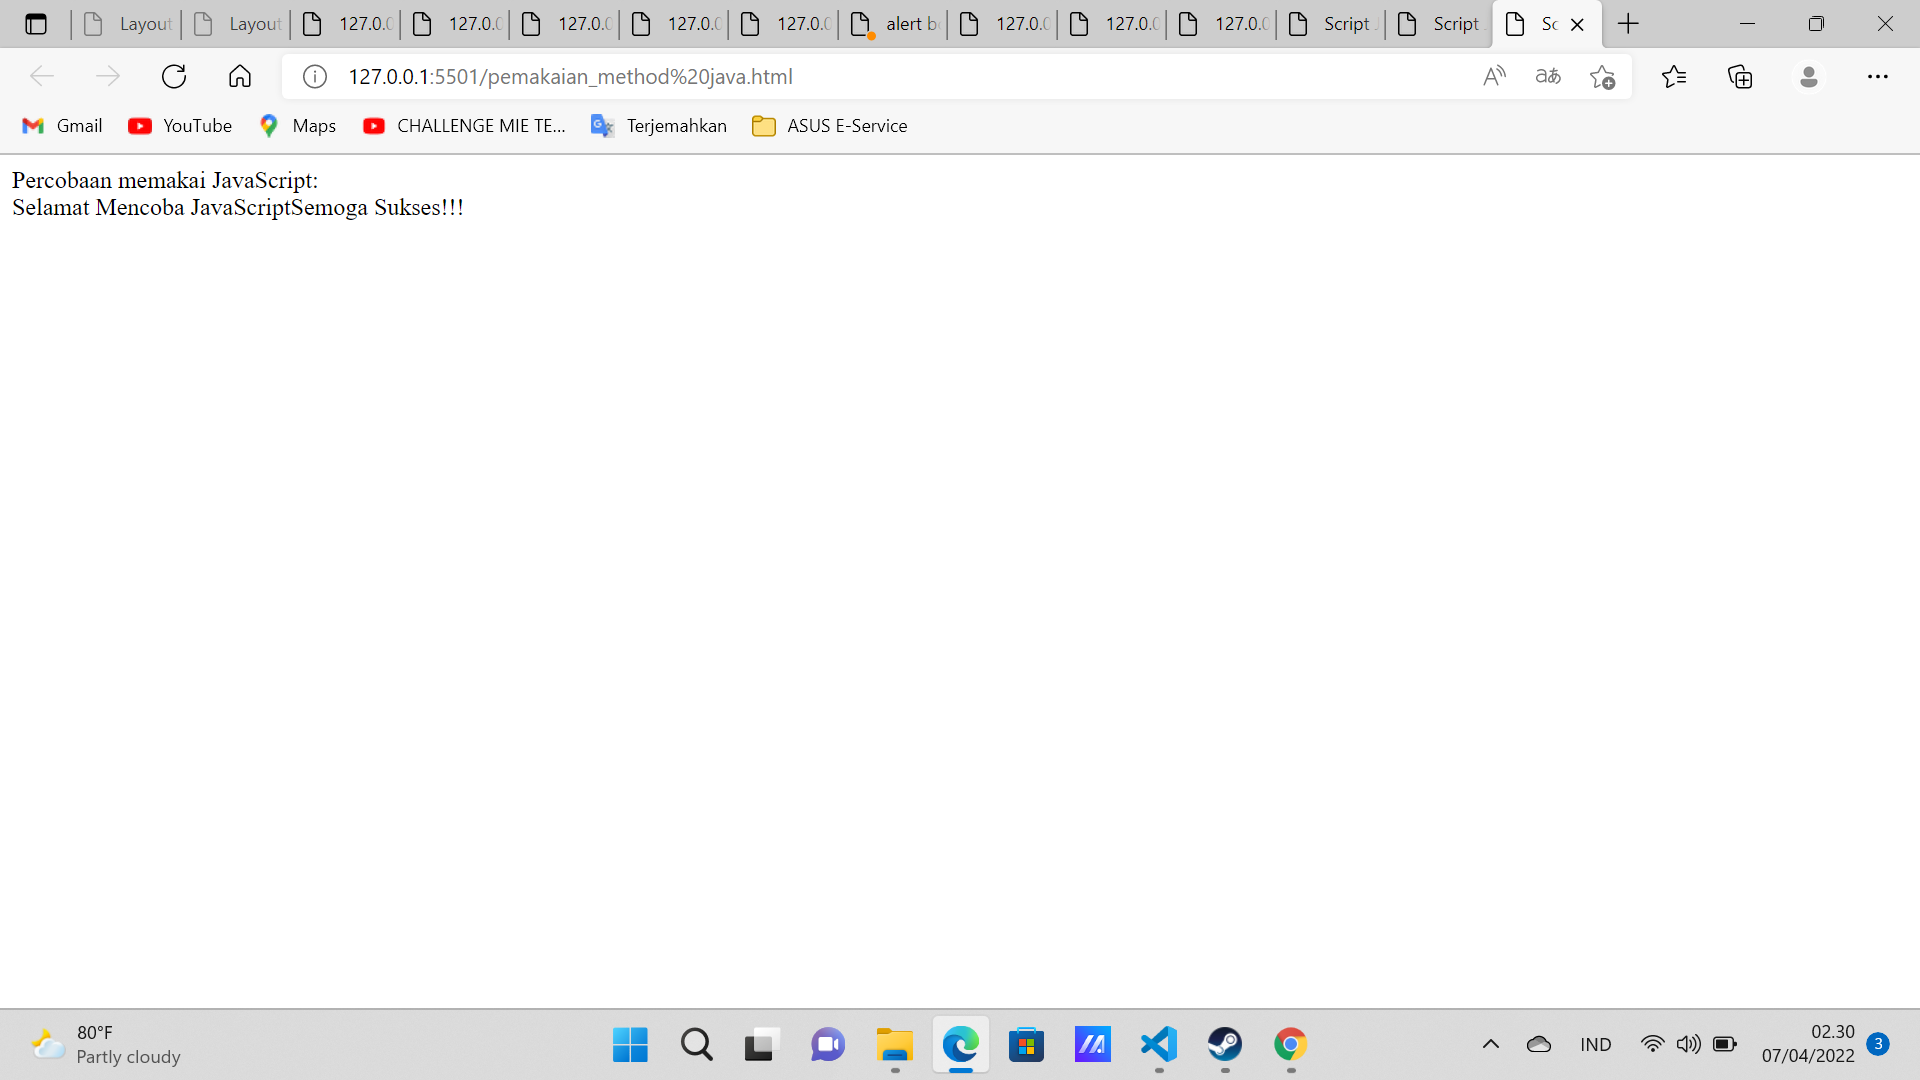 Layout
Layout
127.0.0
127.0.0
127.0.0
127.0.0
127.0.0
alert b
127.0.0
127.0.0
127.0.0
Script J
Script
Sc
127.0.0.1:5501/pemakaian_method%20java.html
Gmail
YouTube
Maps
CHALLENGE MIE TE...
Terjemahkan
ASUS E-Service
Percobaan memakai JavaScript:
Selamat Mencoba JavaScriptSemoga Sukses!!!
80°F
Partly cloudy
IND
02.30
07/04/2022
3